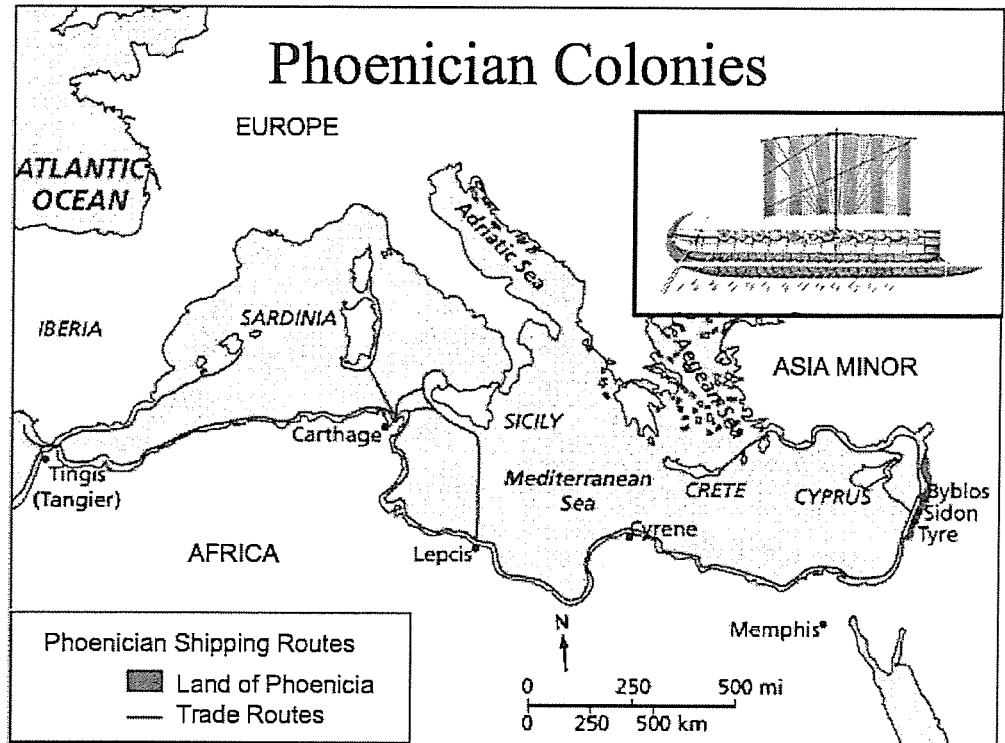 Phoenician Colonies
EUROPE
ATLANTIC
OCEAN
Adriatic Sea
IBERIA
SARDINIA
Aegean Sea
ASIA MINOR
Carthage
SICILY
Tingis
(Tangier)
Mediterranean
Sea
CRETE
CYPRUS
Byblos
Sidon
Tyre
AFRICA
Lepcis
Cyrene
Memphis
Phoenician Shipping Routes
Land of Phoenicia
Trade Routes
N
0 250 500 mi
0 250 500 km